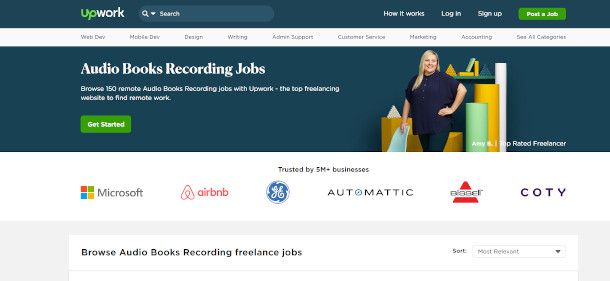 Upwork Search How it works Log in Sign up Post a Job
Web Dev Mobile Dev Design Writing Admin Support Customer Service Marketing Accounting See All Categories
Audio Books Recording Jobs
Browse 150 remote Audio Books Recording jobs with Upwork - the top freelancing
website to find remote work.
Get Started
Amy B. | Top Rated Freelancer
Trusted by 5M+ businesses
Microsoft airbnb GE AUTOMATTIC BISSELL COTY
Browse Audio Books Recording freelance jobs
Sort: Most Relevant